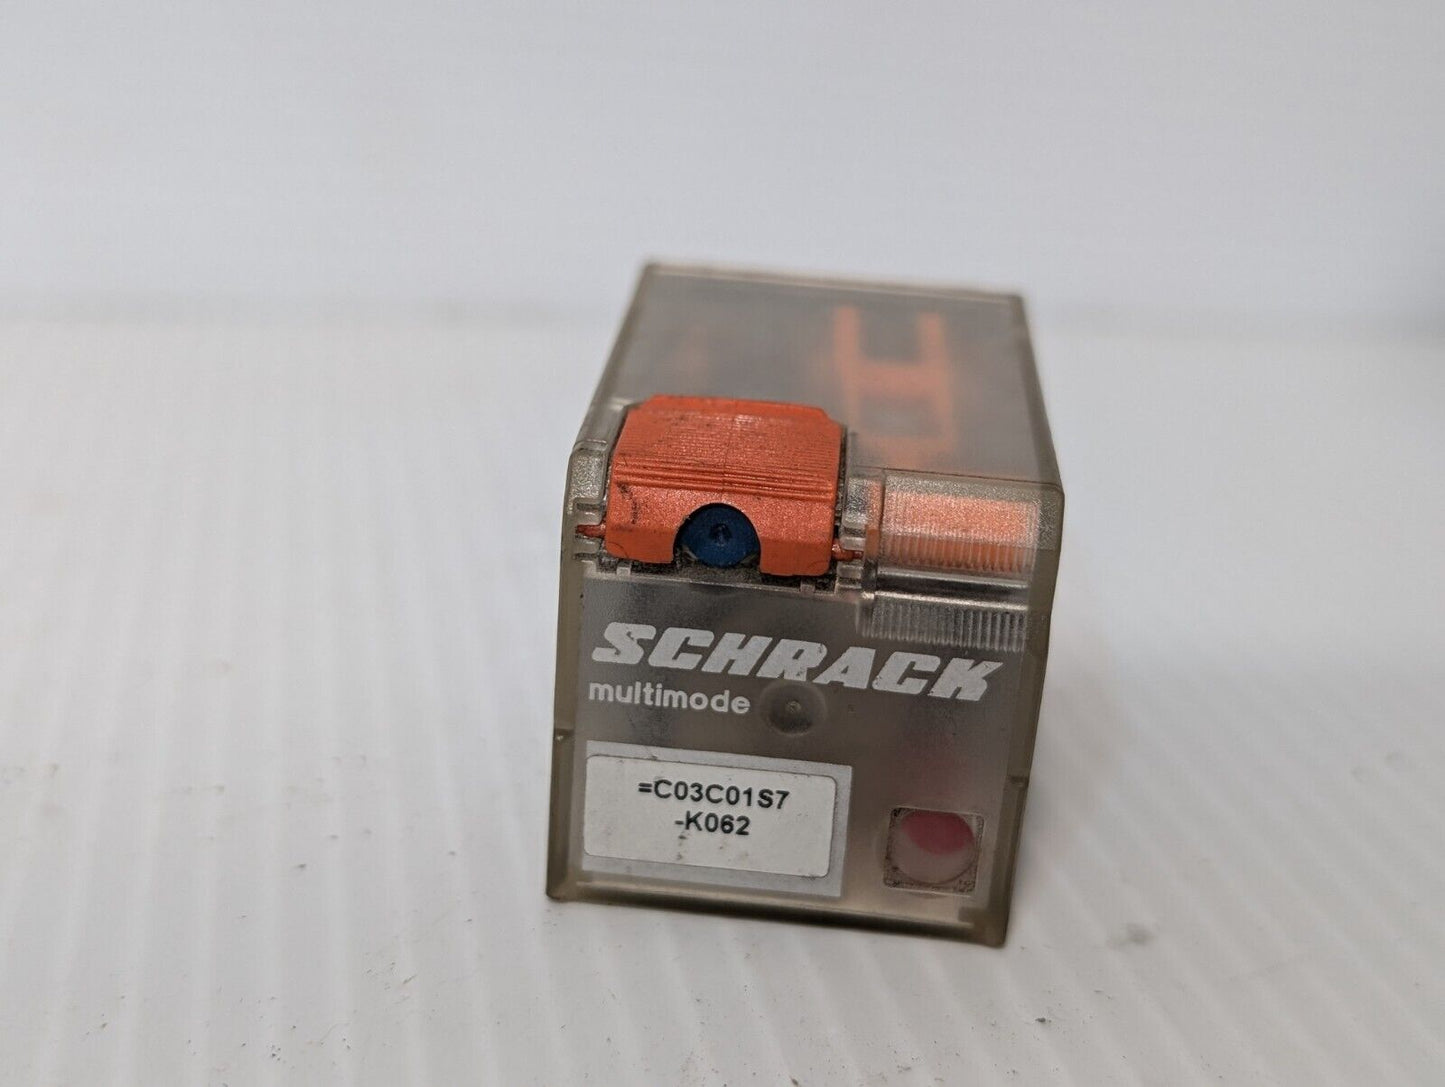 SCHRACK
multimode
=C03C01S7
-K062